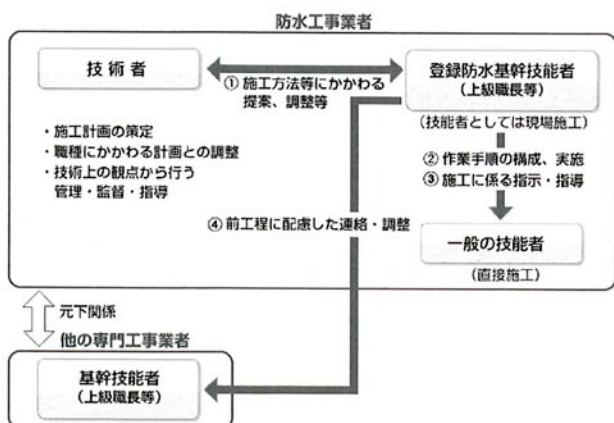 防水工事業者
技術者
① 施工方法等にかかわる
提案、調整等
登録防水基幹技能者
(上級職長等)
(技能者としては現場施工)
・施工計画の策定
・職種にかかわる計画との調整
・技術上の観点から行う
管理・監督・指導
② 作業手順の構成、実施
③ 施工に係る指示・指導
④ 前工程に配慮した連絡・調整
一般の技能者
(直接施工)
元下関係
他の専門工事業者
基幹技能者
(上級職長等)